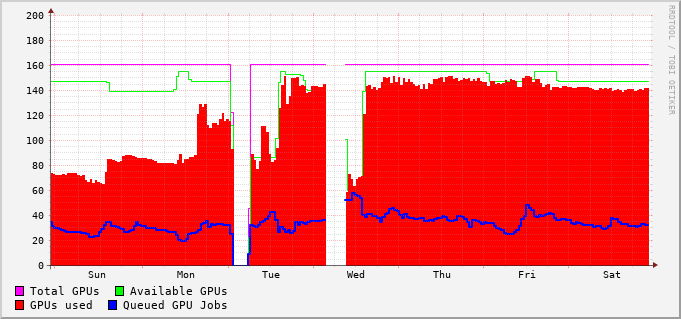 200
180
160
140
120
100
80
60
40
20
0
Sun Mon Tue Wed Thu Fri Sat
Total GPUs Available GPUs
GPUs used Queued GPU Jobs
RRDTOOL / TOBI OETIKER